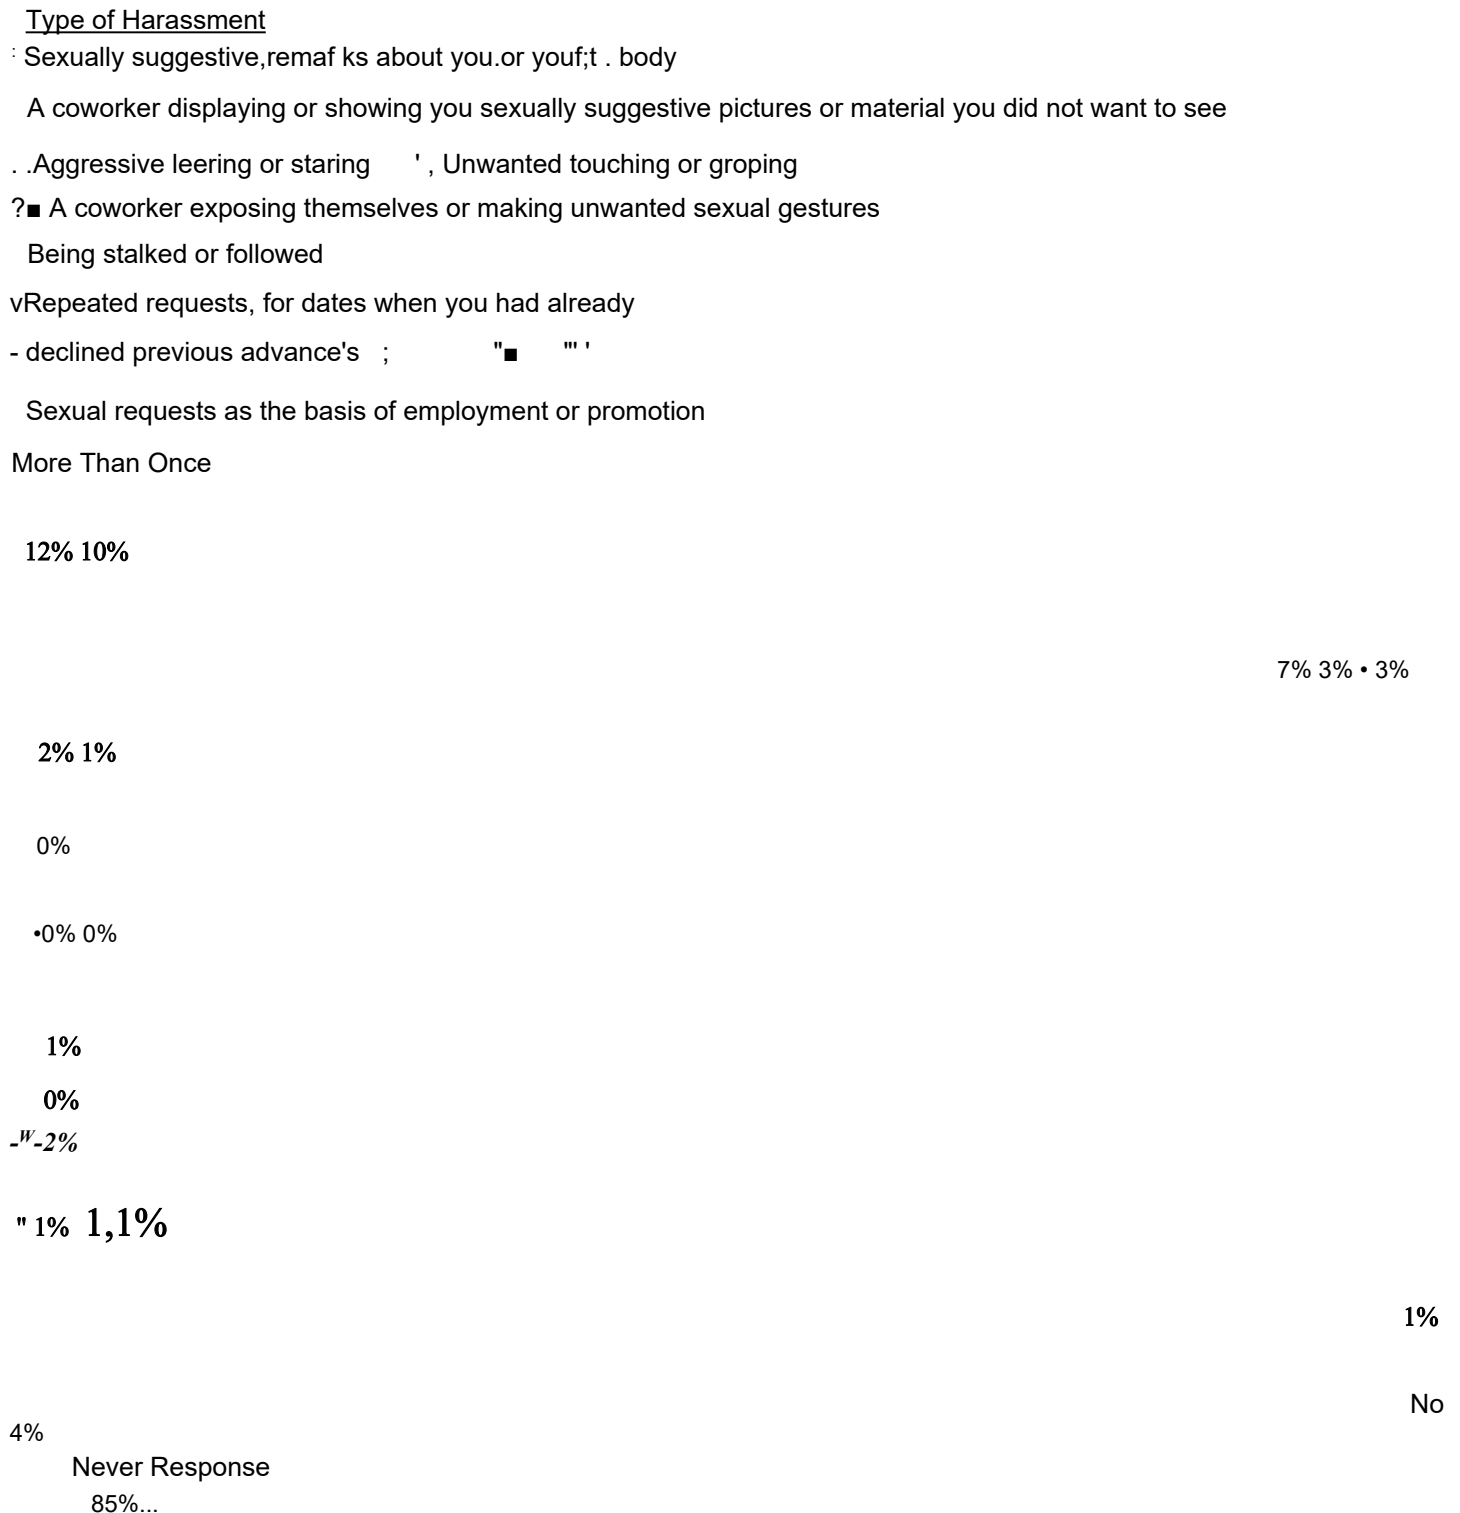 Type of Harassment
: Sexually suggestive,remaf ks about you.or youf;t . body
A coworker displaying or showing you sexually suggestive pictures or material you did not want to see
. .Aggressive leering or staring ' , Unwanted touching or groping
?■ A coworker exposing themselves or making unwanted sexual gestures
Being stalked or followed
vRepeated requests, for dates when you had already
- declined previous advance's ; "■ "' '
Sexual requests as the basis of employment or promotion
More Than Once
12% 10%
7% 3% • 3%
2% 1%
0%
•0% 0%
1%
0%
-W-2%
" 1% 1,1%
1%
No
4%
Never Response
85%...